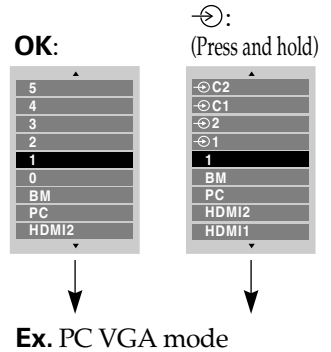 OK:
5
4
3
2
1
0
BM
PC
HDMI2
:
(Press and hold)
C2
C1
2
1
1
BM
PC
HDMI2
HDMI1
Ex. PC VGA mode